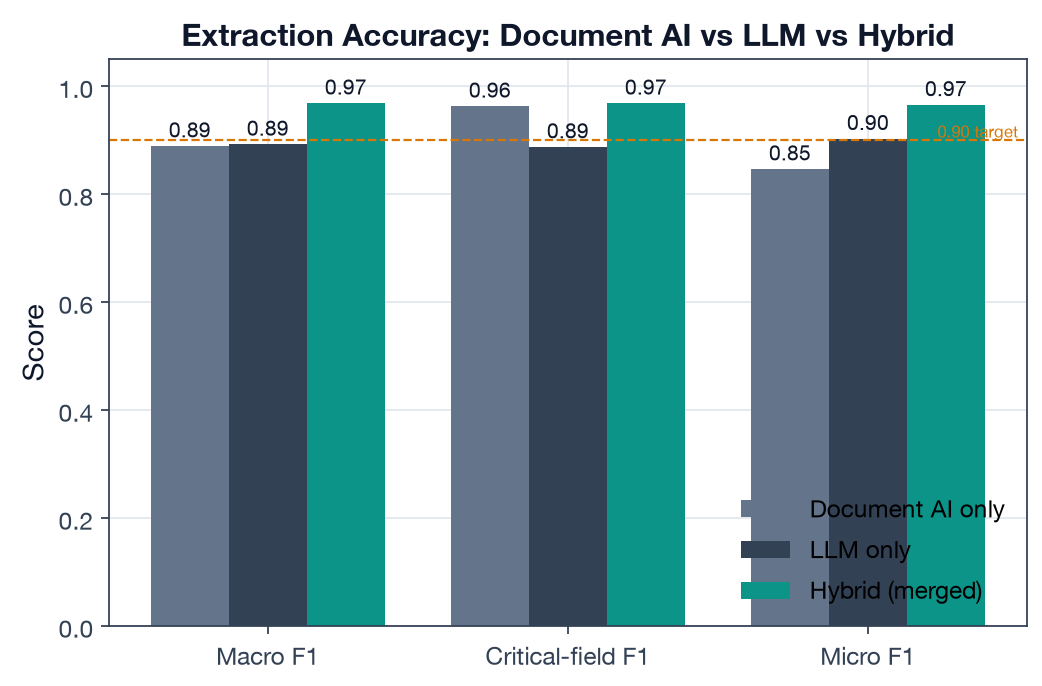 Extraction Accuracy: Document AI vs LLM vs Hybrid
1.0
0.8
0.6
0.4
0.2
0.0
Score
0.89
0.89
0.97
0.96
0.89
0.97
0.85
0.90
0.97
0.90 target
Document AI only
LLM only
Hybrid (merged)
Macro F1
Critical-field F1
Micro F1